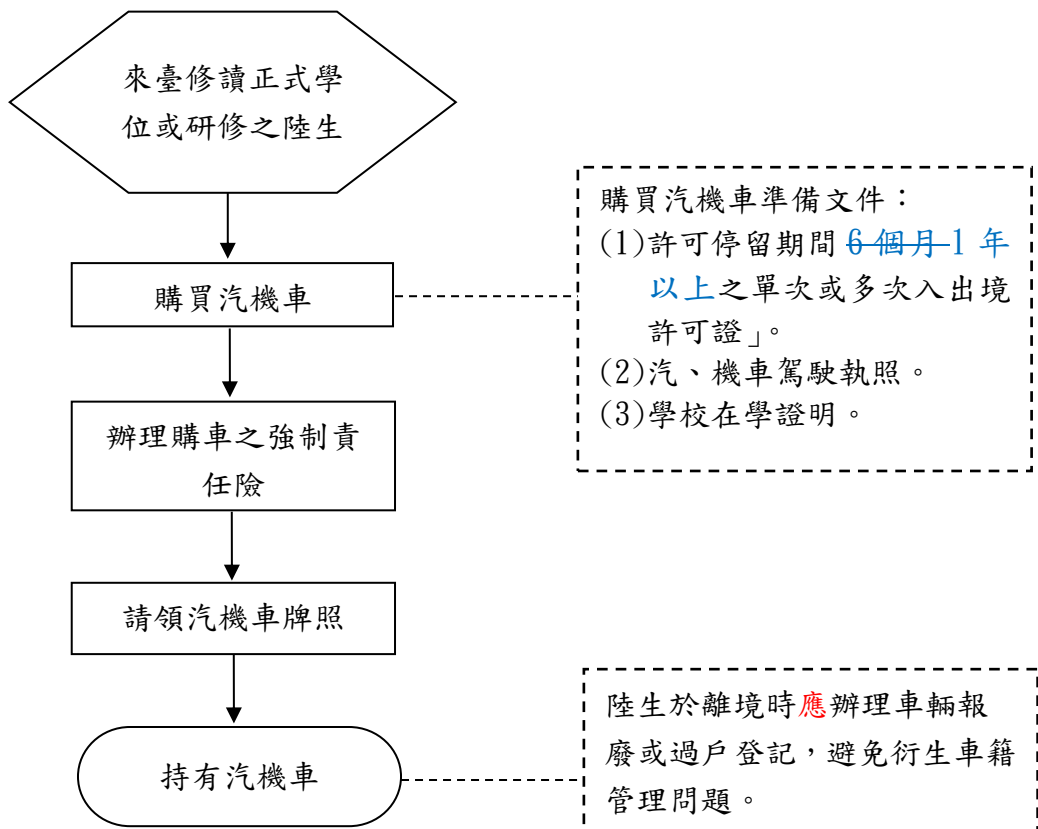 來臺修讀正式學
位或研修之陸生
購買汽機車
購買汽機車準備文件：
(1)許可停留期間 6 個月 1 年
以上之單次或多次入出境
許可證」。
(2)汽、機車駕駛執照。
(3)學校在學證明。
辦理購車之強制責
任險
請領汽機車牌照
持有汽機車
陸生於離境時應辦理車輛報
廢或過戶登記，避免衍生車籍
管理問題。